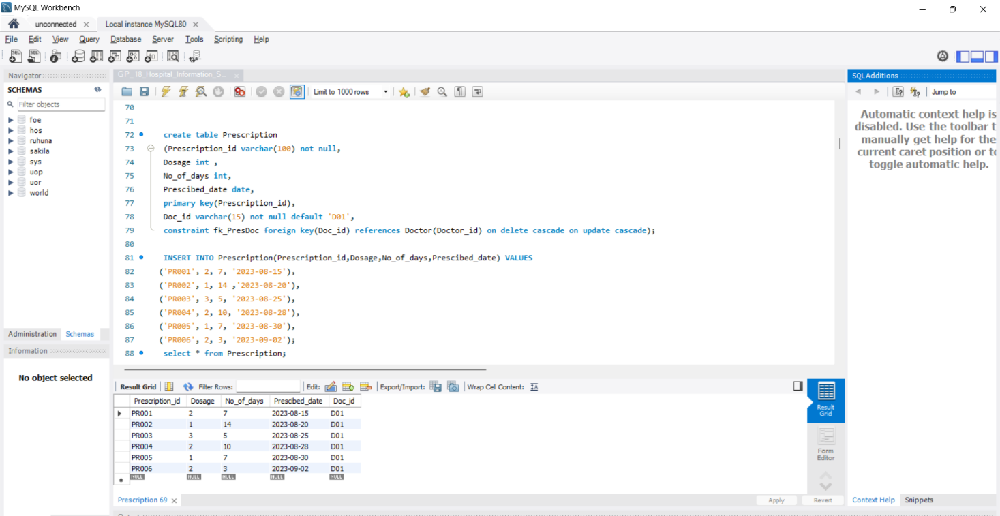 MySQL Workbench
unconnected
Local instance MySQL80
File Edit View Query Database Server Tools Scripting Help
Navigator
SCHEMAS
Filter objects
foe
hos
ruhuna
sakila
sys
uop
uor
world
Administration Schemas
Information
No object selected
GP_18_Hospital_Information_S...
Limit to 1000 rows
70
71
72 create table Prescription
73 (Prescription_id varchar(100) not null,
74 Dosage int ,
75 No_of_days int,
76 Prescibed_date date,
77 primary key(Prescription_id),
78 Doc_id varchar(15) not null default 'D01',
79 constraint fk_PresDoc foreign key(Doc_id) references Doctor(Doctor_id) on delete cascade on update cascade);
80
81 INSERT INTO Prescription(Prescription_id,Dosage,No_of_days,Prescibed_date) VALUES
82 ('PR001', 2, 7, '2023-08-15'),
83 ('PR002', 1, 14 ,'2023-08-20'),
84 ('PR003', 3, 5, '2023-08-25'),
85 ('PR004', 2, 10, '2023-08-28'),
86 ('PR005', 1, 7, '2023-08-30'),
87 ('PR006', 2, 3, '2023-09-02');
88 select * from Prescription;
Result Grid Filter Rows: Edit: Export/Import: Wrap Cell Content:
Prescription_id Dosage No_of_days Prescibed_date Doc_id
PR001 2 7 2023-08-15 D01
PR002 1 14 2023-08-20 D01
PR003 3 5 2023-08-25 D01
PR004 2 10 2023-08-28 D01
PR005 1 7 2023-08-30 D01
PR006 2 3 2023-09-02 D01
NULL NULL NULL NULL NULL
Result
Grid
Form
Editor
Prescription 69
Apply Revert
SQLAdditions
Jump to
Automatic context help is
disabled. Use the toolbar t
manually get help for the
current caret position or to
toggle automatic help.
Context Help Snippets